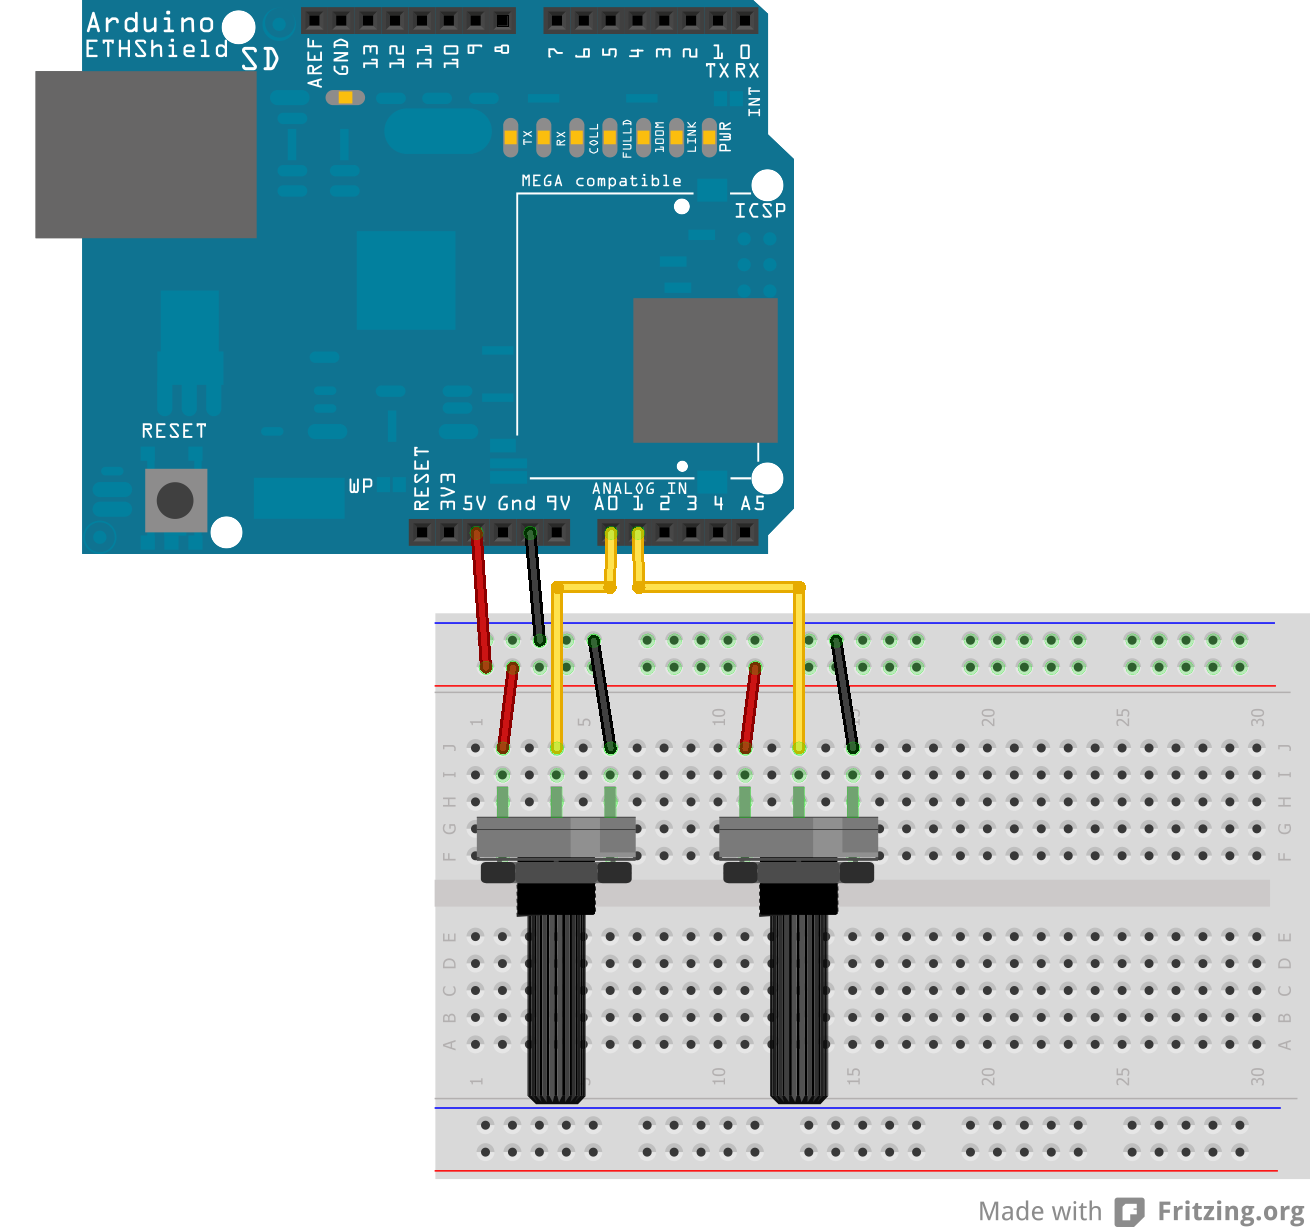 Arduino
ETHShield
SD
AREF GND 13 12 11 10 9 8 7 6 5 4 3 2 1 0
TX RX
INT
TX RX COLL FULLD 100M LINK PWR
MEGA compatible
ICSP
RESET
WP
RESET 3V3 5V Gnd 9V
ANALOG IN
A0 1 2 3 4 A5
1 5 10 15 20 25 30
J J
I I
H H
G G
F F
E E
D D
C C
B B
A A
1 5 10 15 20 25 30
Made with Fritzing.org